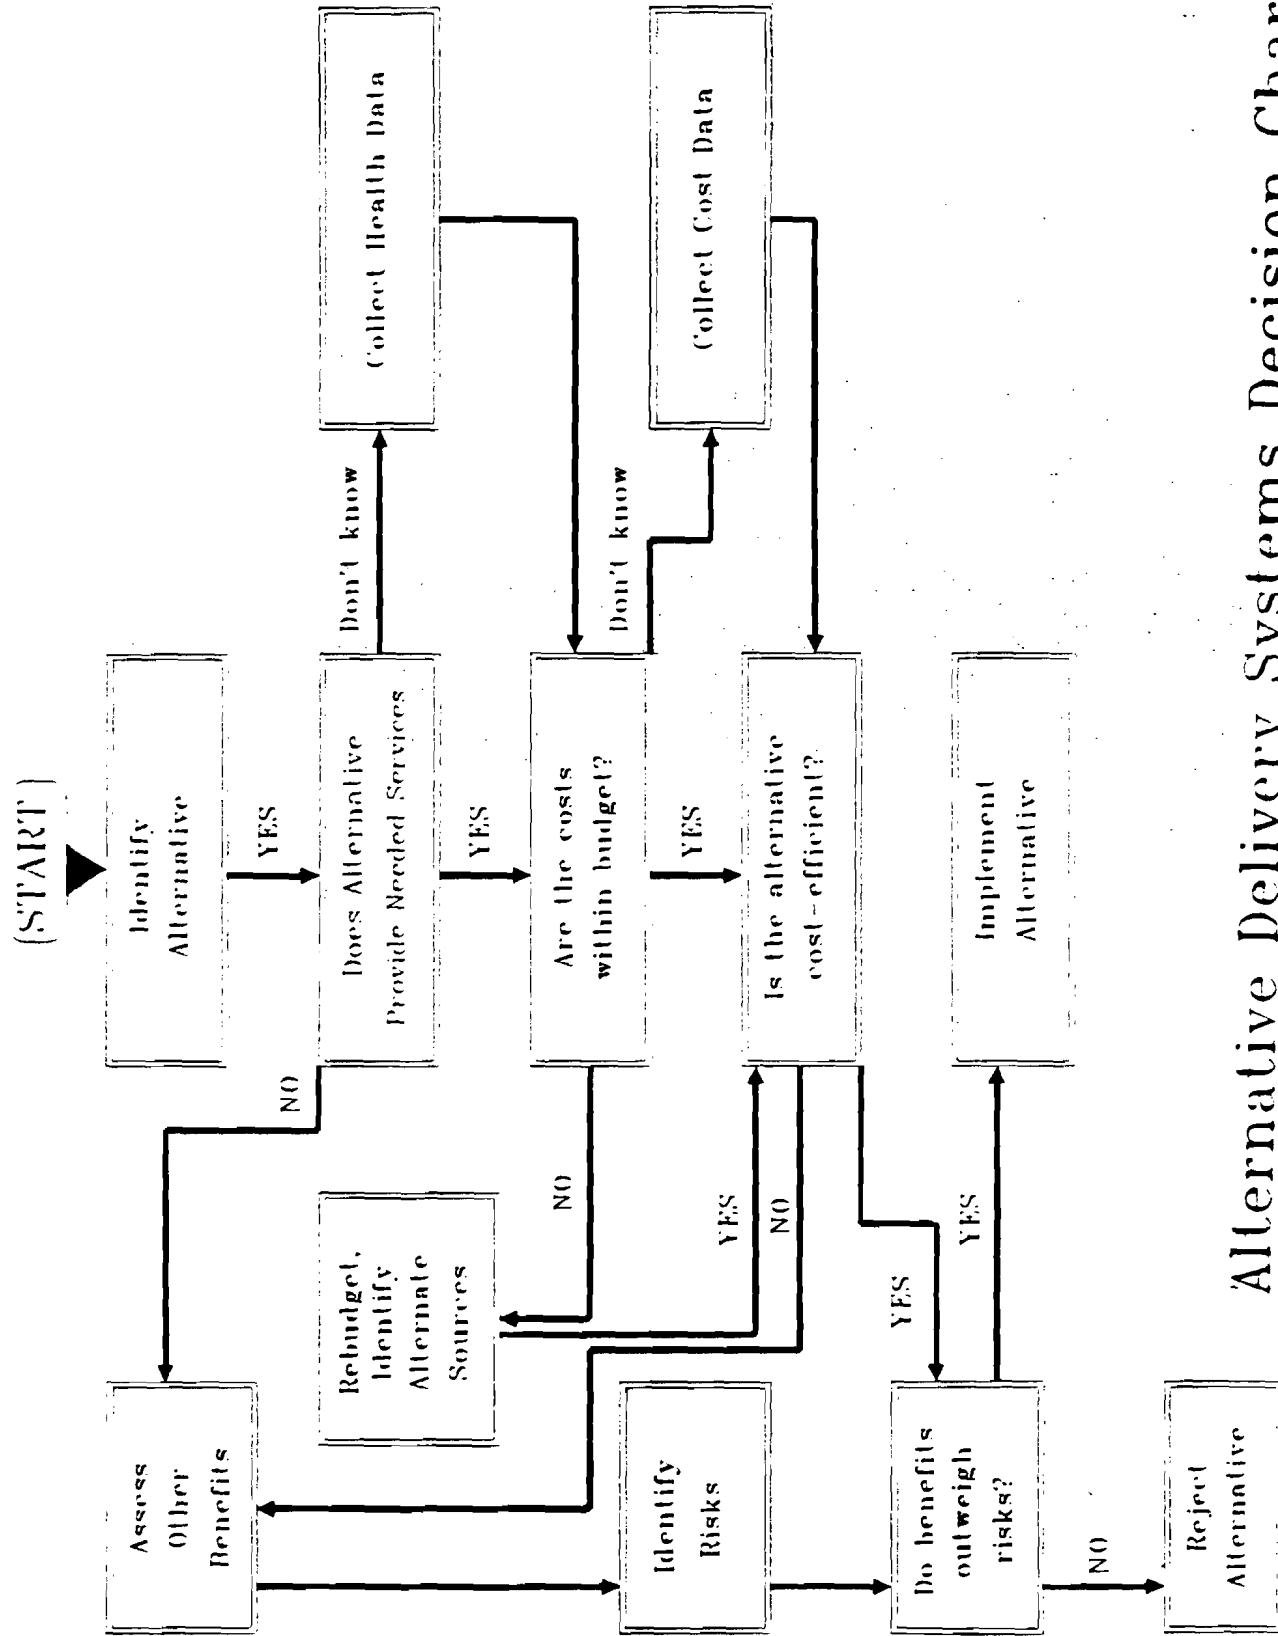 (START)
Identify
Alternative
YES
Does Alternative
Provide Needed Services
NO
Don't know
Collect Health Data
YES
Are the costs
within budget?
NO
Don't know
Collect Cost Data
YES
Is the alternative
cost-efficient?
YES
NO
YES
Implement
Alternative
Assess
Other
Benefits
Rebudget,
Identify
Alternate
Sources
Identify
Risks
Do benefits
outweigh
risks?
YES
NO
Reject
Alternative
Alternative Delivery Systems Decision Char